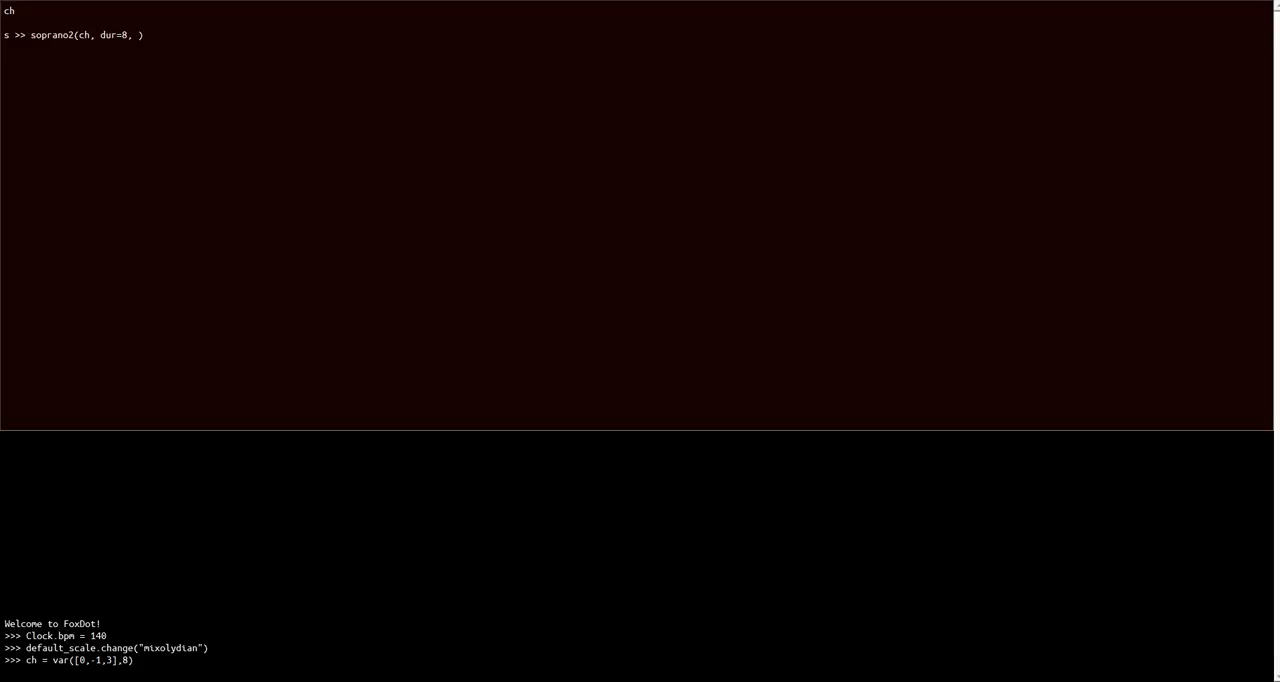 ch
s >> soprano2(ch, dur=8, )
Welcome to FoxDot!
>>> Clock.bpm = 140
>>> default_scale.change("mixolydian")
>>> ch = var([0,-1,3],8)